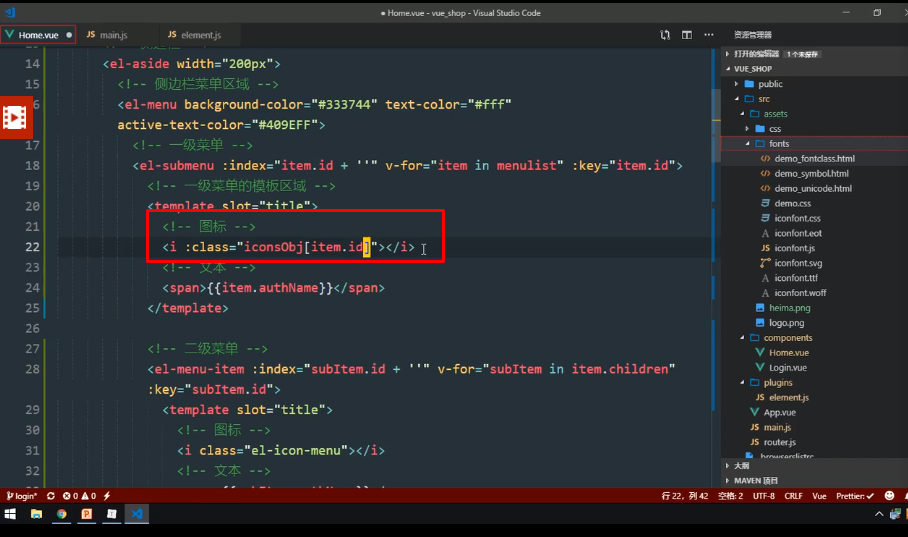 ● Home.vue - vue_shop - Visual Studio Code
Home.vue ●
JS main.js
JS element.js
资源管理器
14 <el-aside width="200px">
15 <!-- 侧边栏菜单区域 -->
16 <el-menu background-color="#333744" text-color="#fff"
active-text-color="#409EFF">
17 <!-- 一级菜单 -->
18 <el-submenu :index="item.id + ''" v-for="item in menulist" :key="item.id">
19 <!-- 一级菜单的模板区域 -->
20 <template slot="title">
21 <!-- 图标 -->
22 <i :class="iconsObj[item.id]"></i>
23 <!-- 文本 -->
24 <span>{{item.authName}}</span>
25 </template>
26
27 <!-- 二级菜单 -->
28 <el-menu-item :index="subItem.id + ''" v-for="subItem in item.children"
:key="subItem.id">
29 <template slot="title">
30 <!-- 图标 -->
31 <i class="el-icon-menu"></i>
32 <!-- 文本 -->
打开的编辑器 1 个未保存
VUE_SHOP
public
src
assets
css
fonts
demo_fontclass.html
demo_symbol.html
demo_unicode.html
demo.css
iconfont.css
iconfont.eot
iconfont.js
iconfont.svg
iconfont.ttf
iconfont.woff
heima.png
logo.png
components
Home.vue
Login.vue
plugins
element.js
App.vue
main.js
router.js
.browserslistrc
大纲
MAVEN 项目
login* 0 0 行 22，列 42 空格: 2 UTF-8 CRLF Vue Prettier: ✓